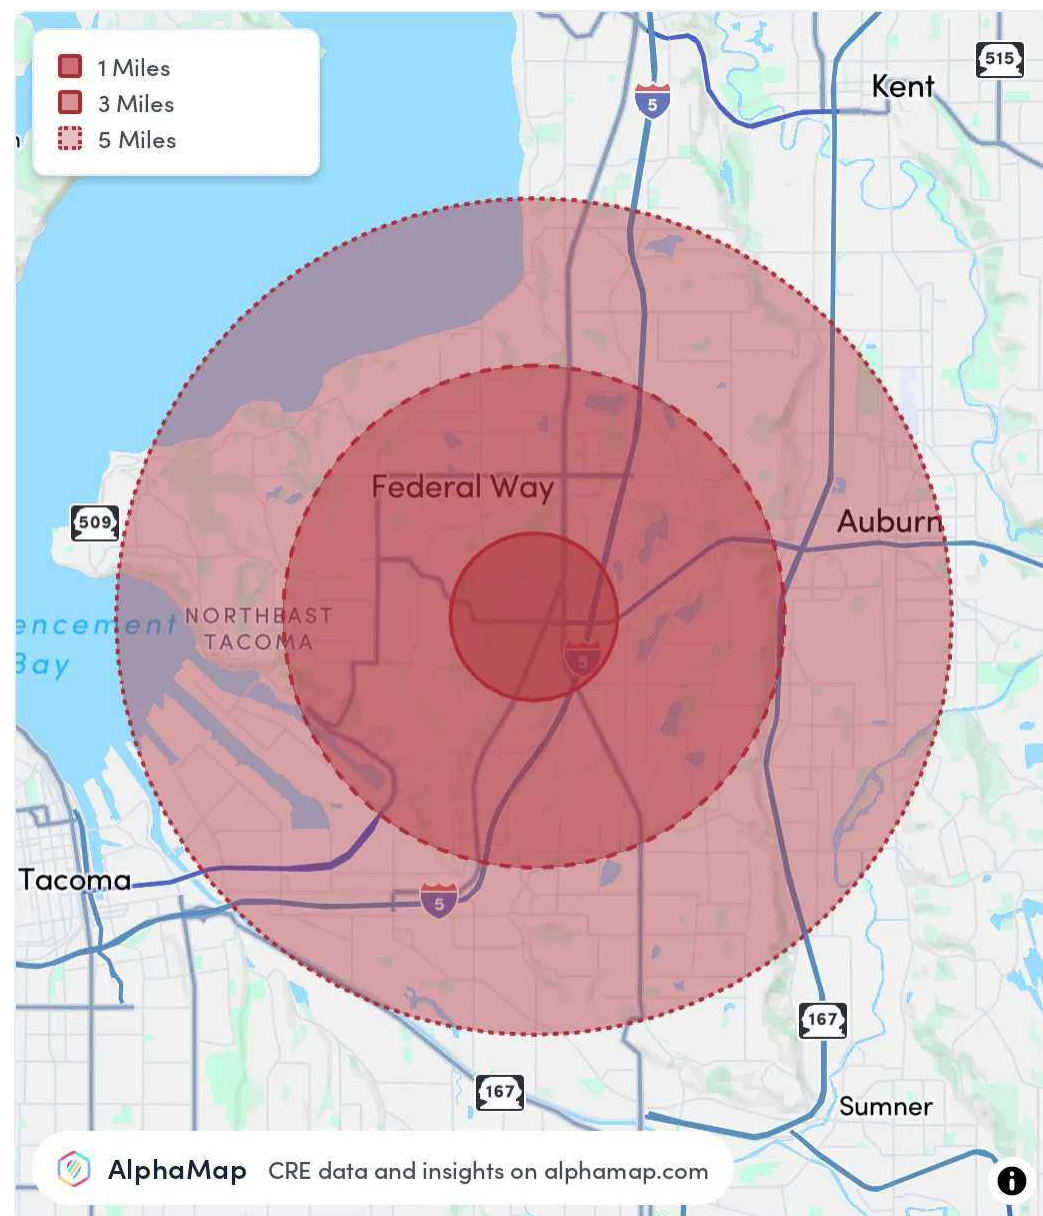 1 Miles
3 Miles
5 Miles
515
Kent
5
Federal Way
509
Auburn
encement
Bay
NORTHEAST
TACOMA
5
Tacoma
5
167
167
Sumner
AlphaMap CRE data and insights on alphamap.com